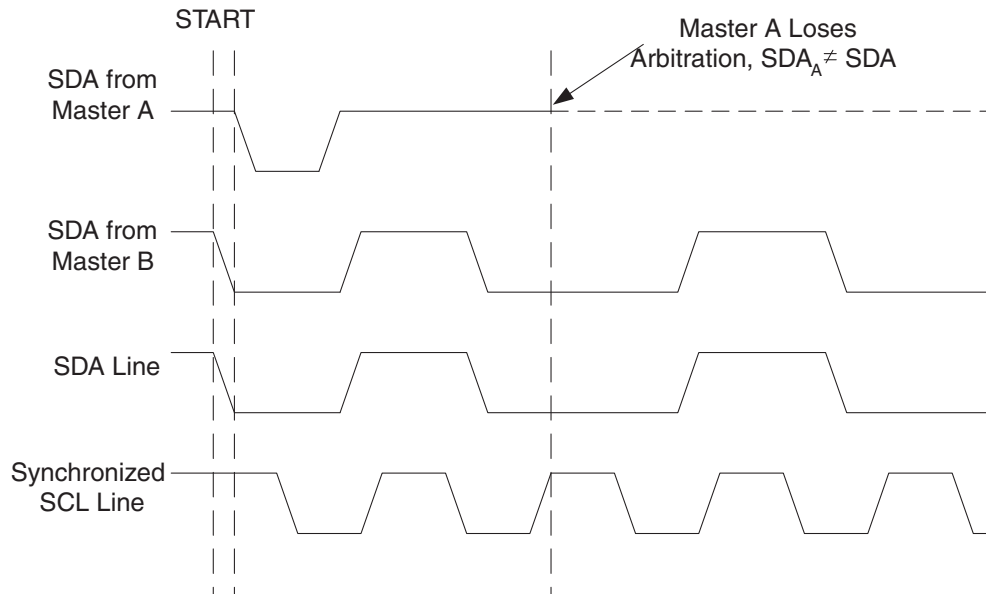 START
Master A Loses
Arbitration, SDA_A ≠ SDA
SDA from
Master A
SDA from
Master B
SDA Line
Synchronized
SCL Line